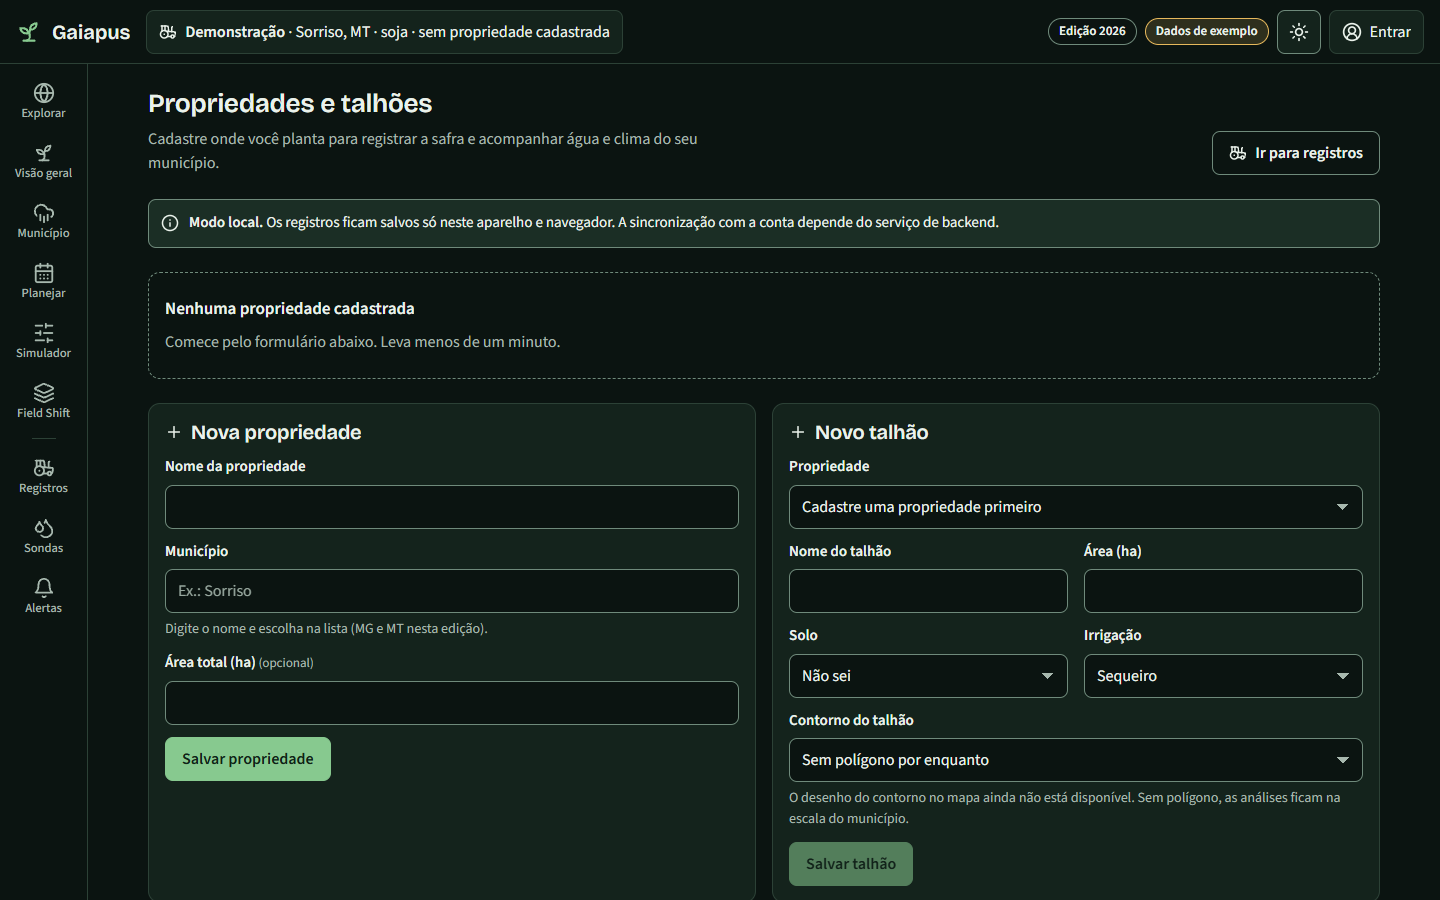 Gaiapus
Demonstração · Sorriso, MT · soja · sem propriedade cadastrada
Edição 2026
Dados de exemplo
Entrar
Explorar
Visão geral
Município
Planejar
Simulador
Field Shift
Registros
Sondas
Alertas
Propriedades e talhões
Cadastre onde você planta para registrar a safra e acompanhar água e clima do seu
município.
Ir para registros
Modo local. Os registros ficam salvos só neste aparelho e navegador. A sincronização com a conta depende do serviço de backend.
Nenhuma propriedade cadastrada
Comece pelo formulário abaixo. Leva menos de um minuto.
Nova propriedade
Nome da propriedade
Município
Ex.: Sorriso
Digite o nome e escolha na lista (MG e MT nesta edição).
Área total (ha) (opcional)
Salvar propriedade
Novo talhão
Propriedade
Cadastre uma propriedade primeiro
Nome do talhão
Área (ha)
Solo
Irrigação
Não sei
Sequeiro
Contorno do talhão
Sem polígono por enquanto
O desenho do contorno no mapa ainda não está disponível. Sem polígono, as análises ficam na
escala do município.
Salvar talhão